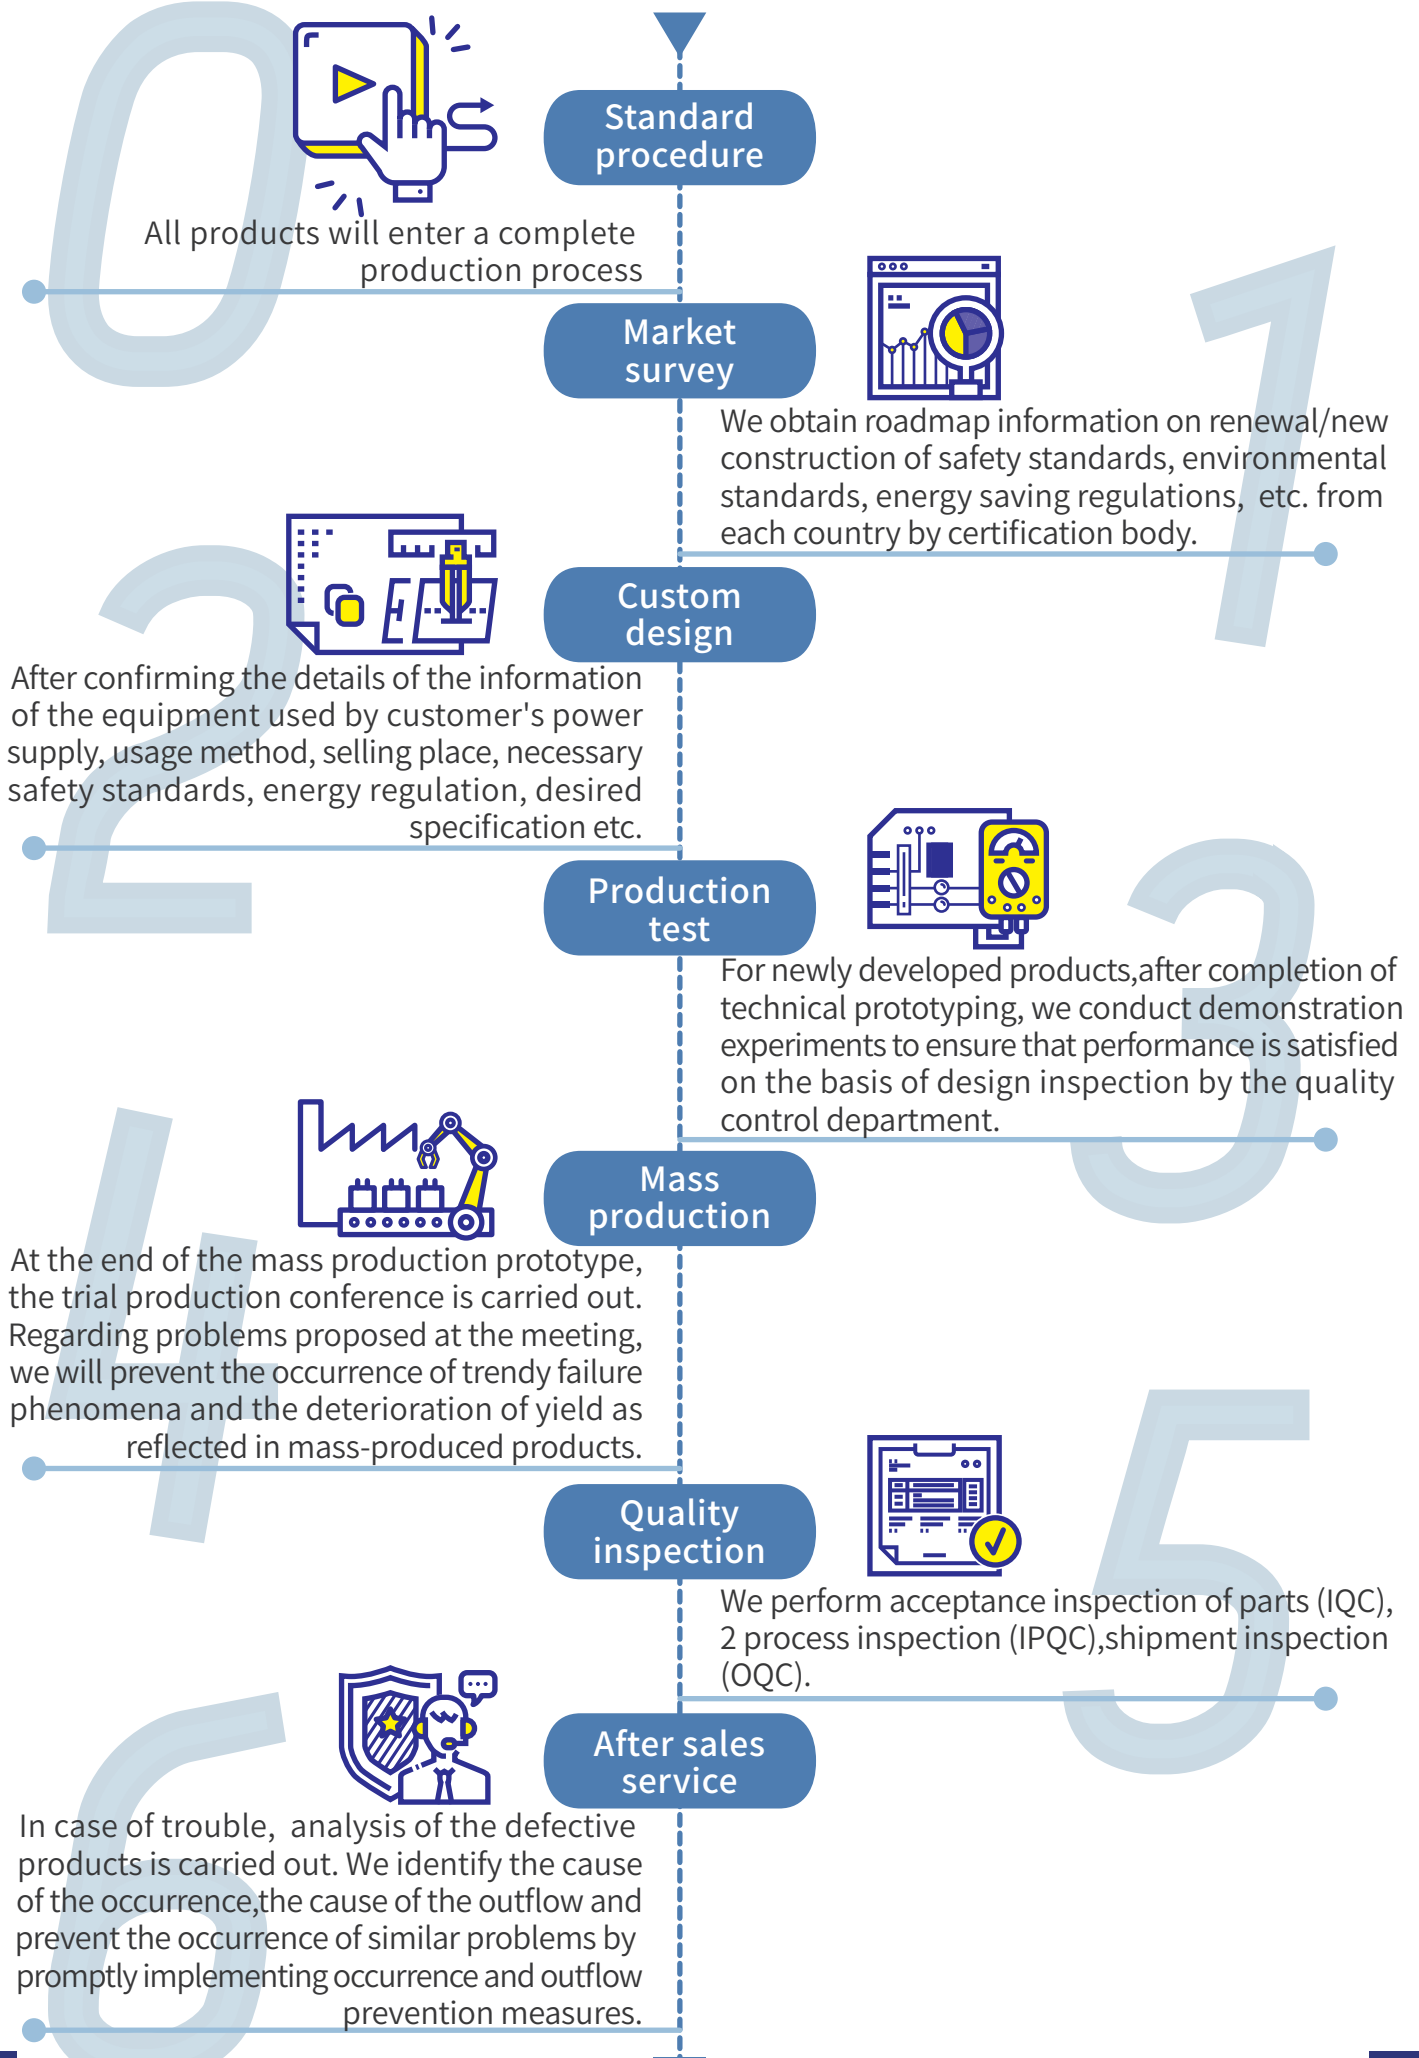 0
Standard
procedure
All products will enter a complete
production process
1
Market
survey
We obtain roadmap information on renewal/new
construction of safety standards, environmental
standards, energy saving regulations, etc. from
each country by certification body.
2
Custom
design
After confirming the details of the information
of the equipment used by customer's power
supply, usage method, selling place, necessary
safety standards, energy regulation, desired
specification etc.
3
Production
test
For newly developed products,after completion of
technical prototyping, we conduct demonstration
experiments to ensure that performance is satisfied
on the basis of design inspection by the quality
control department.
4
Mass
production
At the end of the mass production prototype,
the trial production conference is carried out.
Regarding problems proposed at the meeting,
we will prevent the occurrence of trendy failure
phenomena and the deterioration of yield as
reflected in mass-produced products.
5
Quality
inspection
We perform acceptance inspection of parts (IQC),
2 process inspection (IPQC),shipment inspection
(OQC).
6
After sales
service
In case of trouble, analysis of the defective
products is carried out. We identify the cause
of the occurrence,the cause of the outflow and
prevent the occurrence of similar problems by
promptly implementing occurrence and outflow
prevention measures.